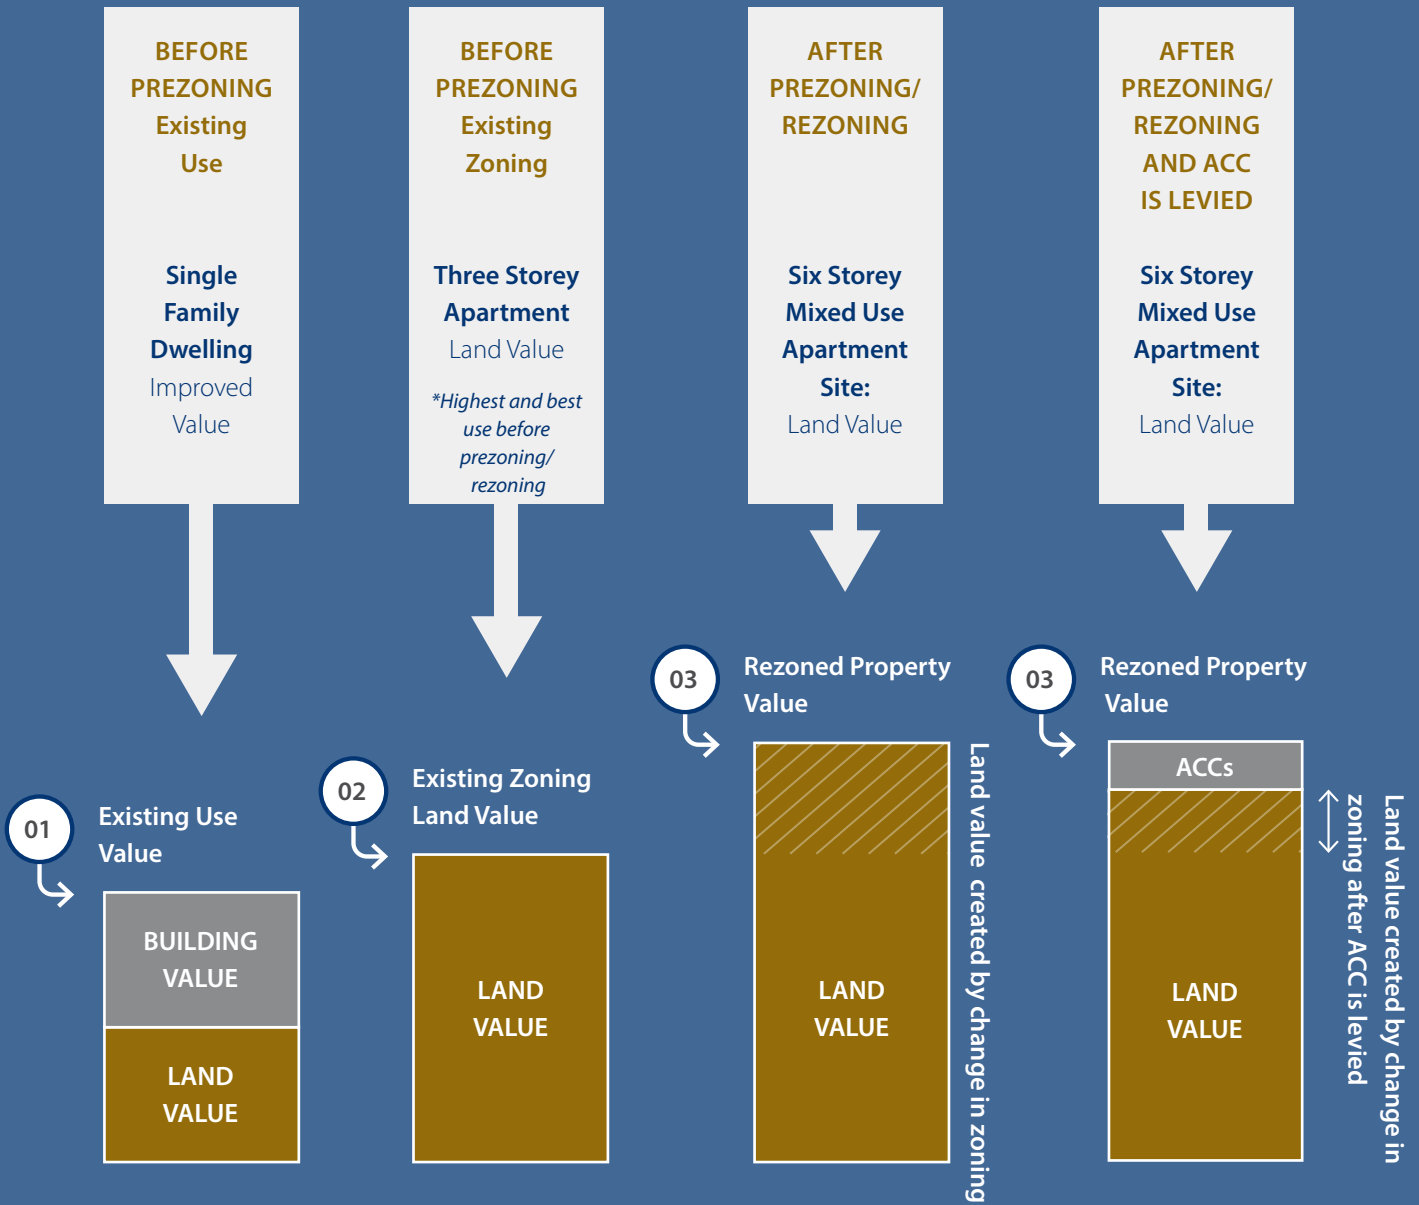 BEFORE
PREZONING
Existing
Use
Single
Family
Dwelling
Improved
Value
BEFORE
PREZONING
Existing
Zoning
Three Storey
Apartment
Land Value
*Highest and best
use before
prezoning/
rezoning
AFTER
PREZONING/
REZONING
Six Storey
Mixed Use
Apartment
Site:
Land Value
AFTER
PREZONING/
REZONING
AND ACC
IS LEVIED
Six Storey
Mixed Use
Apartment
Site:
Land Value
01
Existing Use
Value
BUILDING
VALUE
LAND
VALUE
02
Existing Zoning
Land Value
LAND
VALUE
03
Rezoned Property
Value
LAND
VALUE
Land value created by change in zoning
03
Rezoned Property
Value
ACCs
LAND
VALUE
Land value created by change in
zoning after ACC is levied